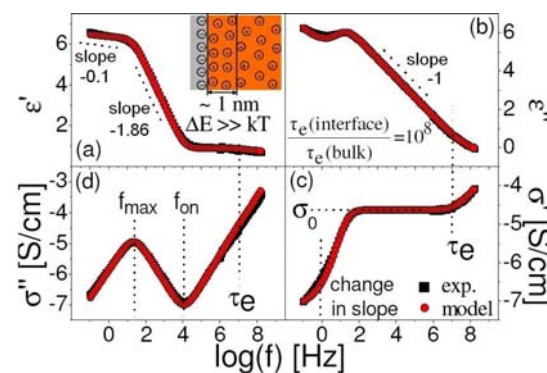 6
4
2
ε'
slope
-0.1
slope
-1.86
(a)
~ 1 nm
ΔE >> kT
(b)
slope
-1
τe(interface)
τe(bulk)
=10^8
6
4
2
0
ε"
-3
-4
-5
-6
-7
σ" [S/cm]
(d)
fmax
fon
τe
(c)
σ0
τe
change
in slope
exp.
model
-4
-5
-6
-7
σ' [S/cm]
0
2
4
6
8
0
2
4
6
8
log(f) [Hz]